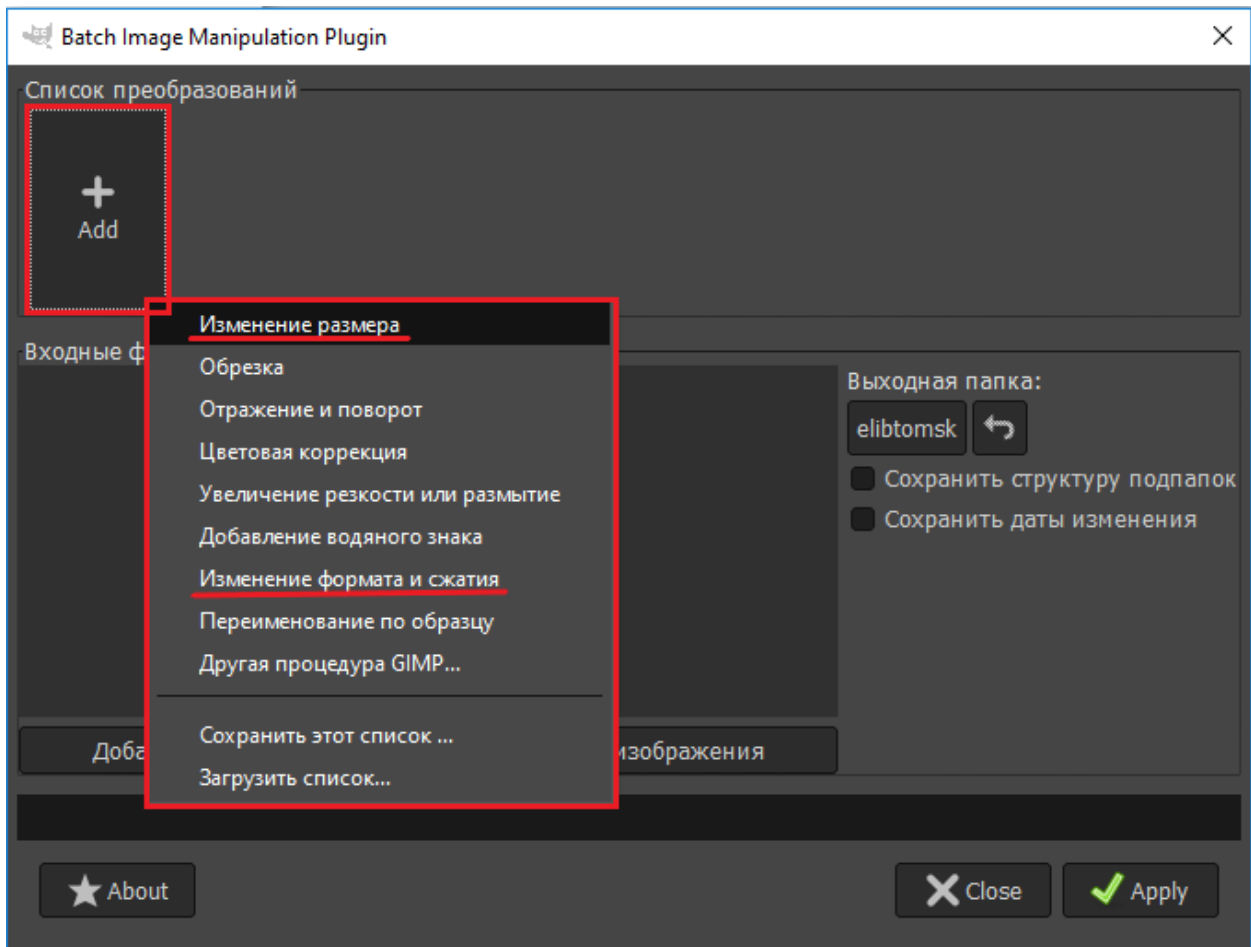 Batch Image Manipulation Plugin
Список преобразований
Add
Изменение размера
Входные
Обрезка
Выходная папка:
Отражение и поворот
elibtomsk
Цветовая коррекция
Увеличение резкости или размытие
Сохранить структуру подпапок
Добавление водяного знака
Сохранить даты изменения
Изменение формата и сжатия
Переименование по образцу
Другая процедура GIMP...
Сохранить этот список ...
изображения
Загрузить список...
About
Close
Apply